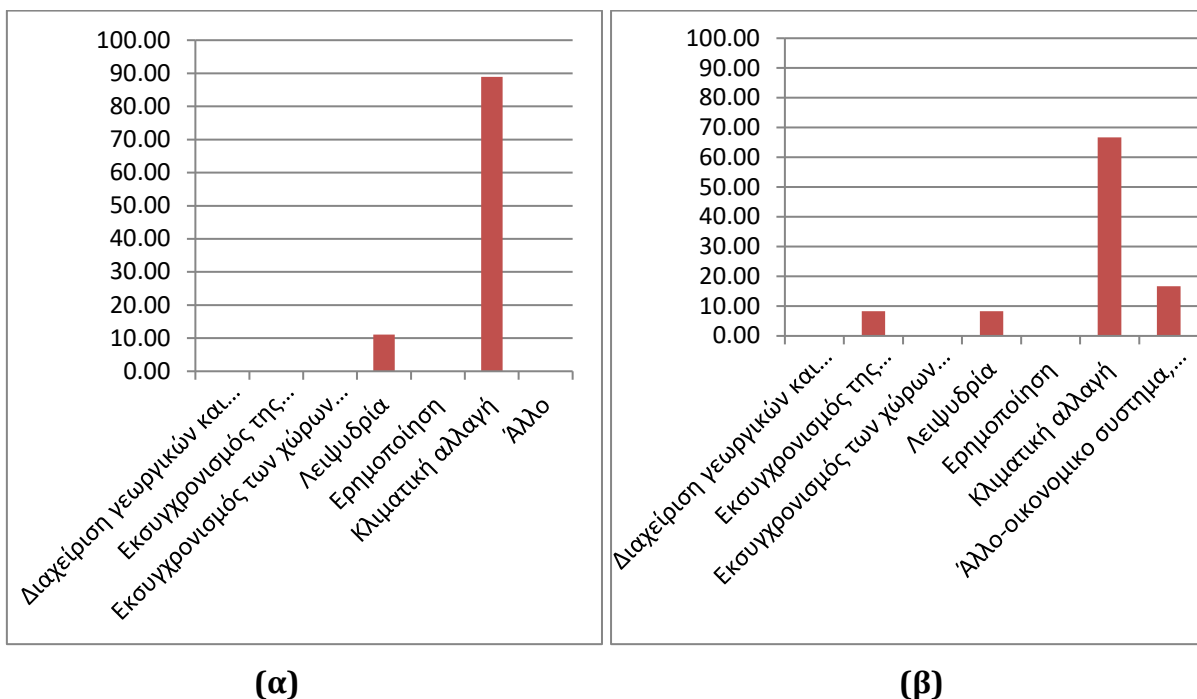 100.00
90.00
80.00
70.00
60.00
50.00
40.00
30.00
20.00
10.00
0.00
Διαχείριση γεωργικών και...
Εκσυγχρονισμός της...
Εκσυγχρονισμός των χώρων...
Λειψυδρία
Ερημοποίηση
Κλιματική αλλαγή
Άλλο
(α)
100.00
90.00
80.00
70.00
60.00
50.00
40.00
30.00
20.00
10.00
0.00
Διαχείριση γεωργικών και...
Εκσυγχρονισμός της...
Εκσυγχρονισμός των χώρων...
Λειψυδρία
Ερημοποίηση
Κλιματική αλλαγή
Άλλο-οικονομικο συστημα,...
(β)